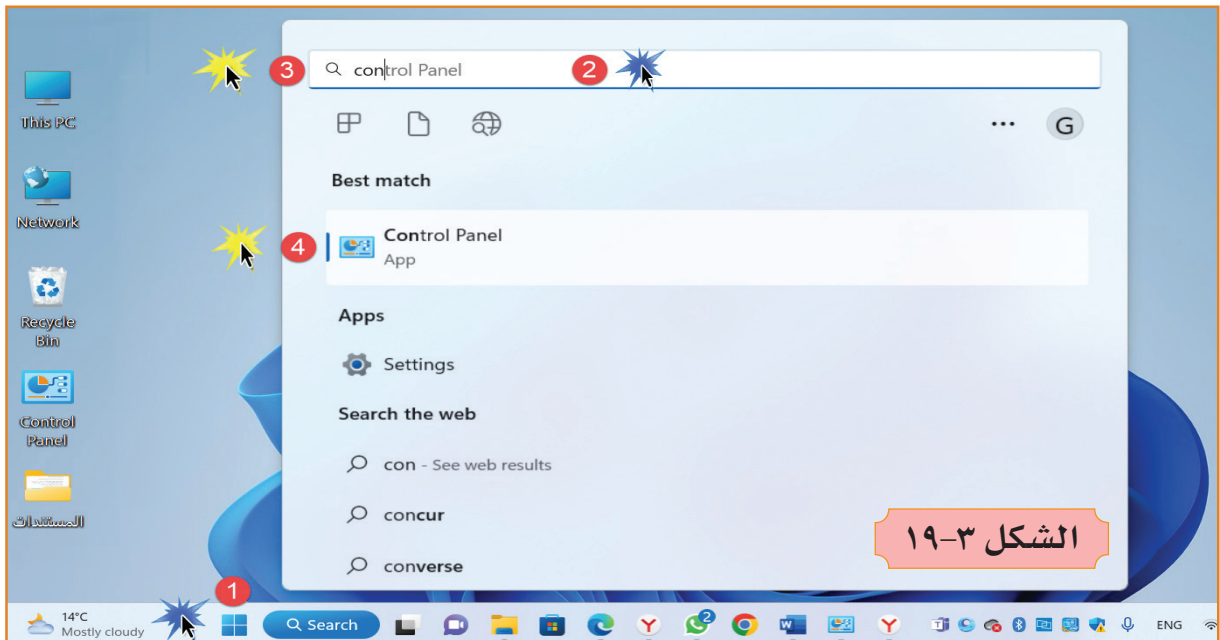 3
control Panel
2
This PC
G
Best match
Network
4
Control Panel
App
Recycle
Bin
Apps
Settings
Control
Panel
Search the web
con - See web results
المستندات
concur
الشكل ٣-١٩
converse
1
14°C
Mostly cloudy
Search
2
ENG